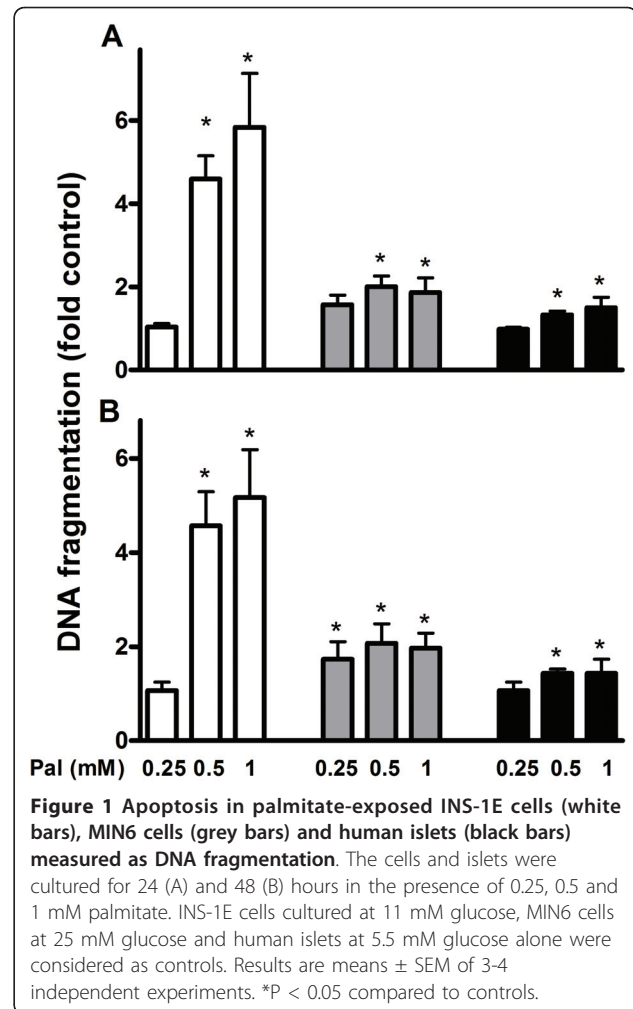 A
* * * * * *
DNA fragmentation (fold control)
6
4
2
0
B
* * * * * * *
6
4
2
0
Pal (mM) 0.25 0.5 1 0.25 0.5 1 0.25 0.5 1
Figure 1 Apoptosis in palmitate-exposed INS-1E cells (white
bars), MIN6 cells (grey bars) and human islets (black bars)
measured as DNA fragmentation. The cells and islets were
cultured for 24 (A) and 48 (B) hours in the presence of 0.25, 0.5 and
1 mM palmitate. INS-1E cells cultured at 11 mM glucose, MIN6 cells
at 25 mM glucose and human islets at 5.5 mM glucose alone were
considered as controls. Results are means ± SEM of 3-4
independent experiments. *P < 0.05 compared to controls.